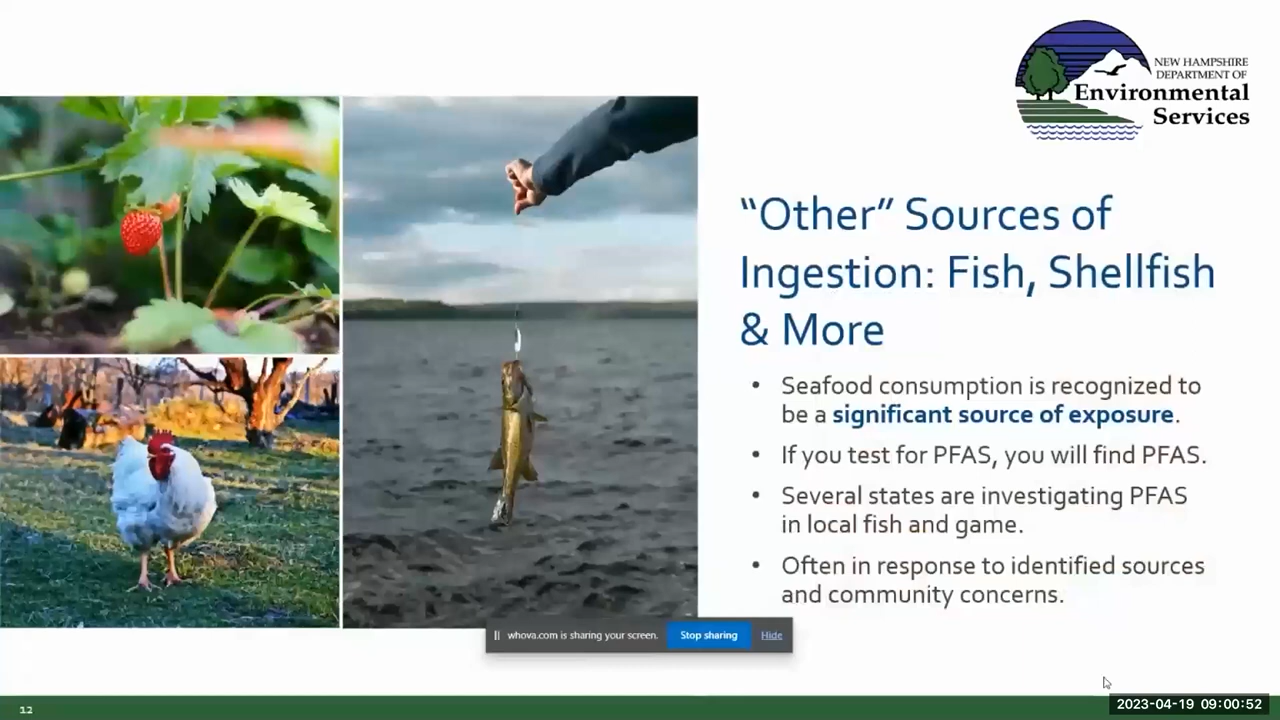 NEW HAMPSHIRE
DEPARTMENT OF
Environmental
Services
“Other” Sources of
Ingestion: Fish, Shellfish
& More
• Seafood consumption is recognized to
be a significant source of exposure.
• If you test for PFAS, you will find PFAS.
• Several states are investigating PFAS
in local fish and game.
• Often in response to identified sources
and community concerns.
whova.com is sharing your screen. Stop sharing Hide
12
2023-04-19 09:00:52